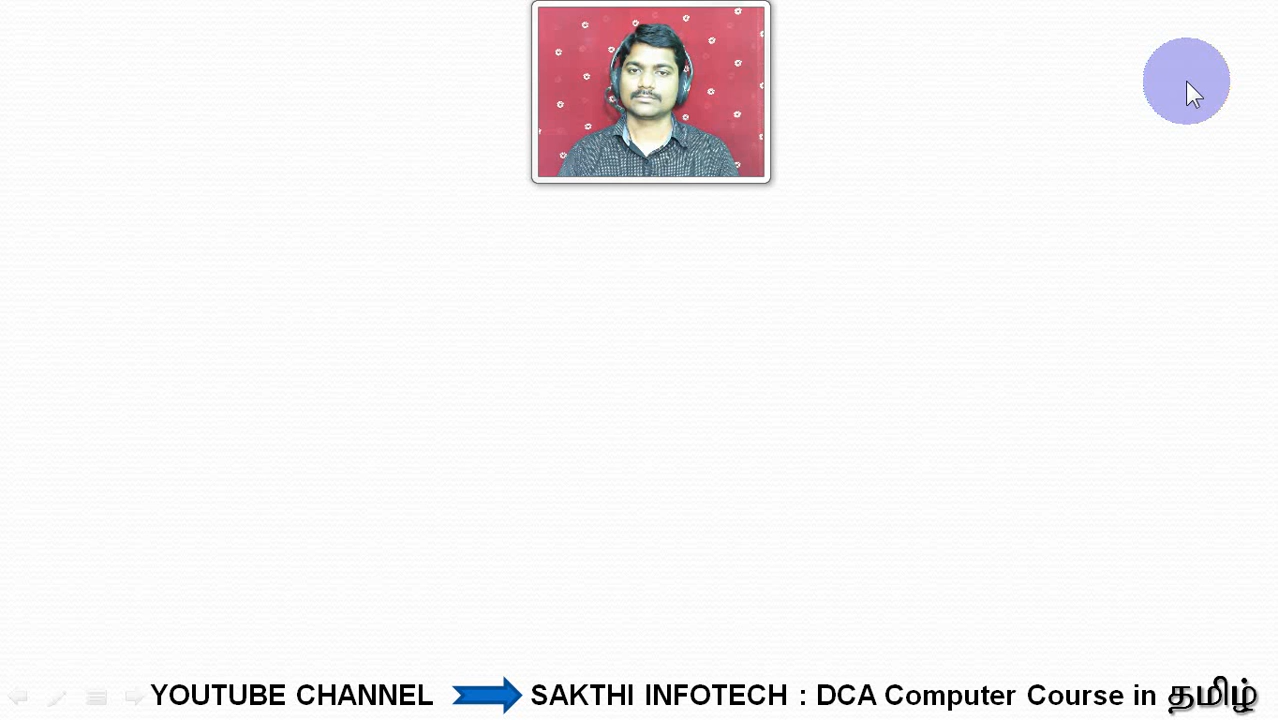 YOUTUBE CHANNEL SAKTHI INFOTECH : DCA Computer Course in தமிழ்